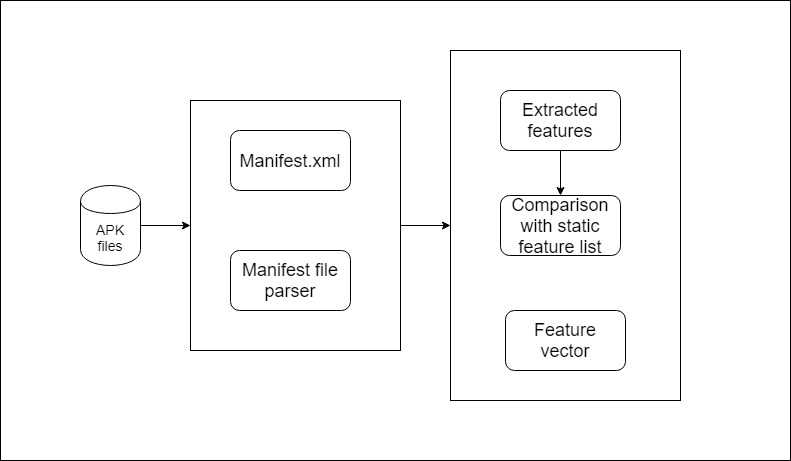 APK
files
Manifest.xml
Manifest file
parser
Extracted
features
Comparison
with static
feature list
Feature
vector